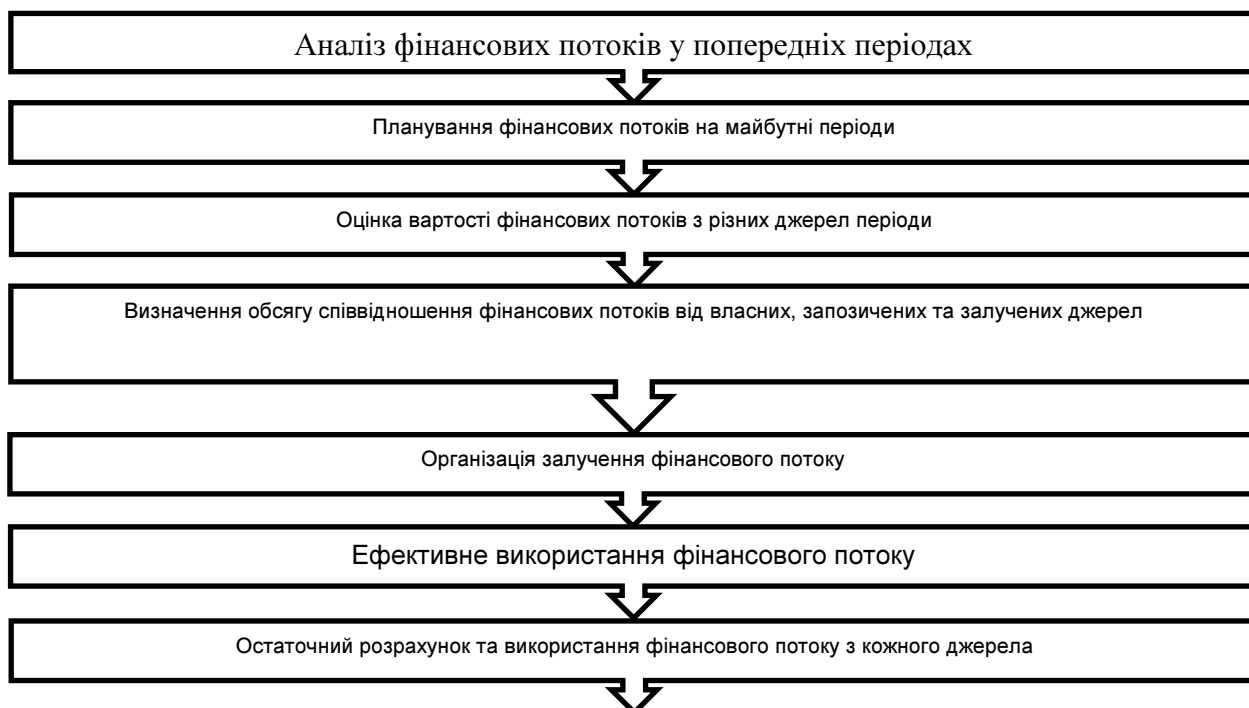 Аналіз фінансових потоків у попередніх періодах
Планування фінансових потоків на майбутні періоди
Оцінка вартості фінансових потоків з різних джерел періоди
Визначення обсягу співвідношення фінансових потоків від власних, запозичених та залучених джерел
Організація залучення фінансового потоку
Ефективне використання фінансового потоку
Остаточний розрахунок та використання фінансового потоку з кожного джерела